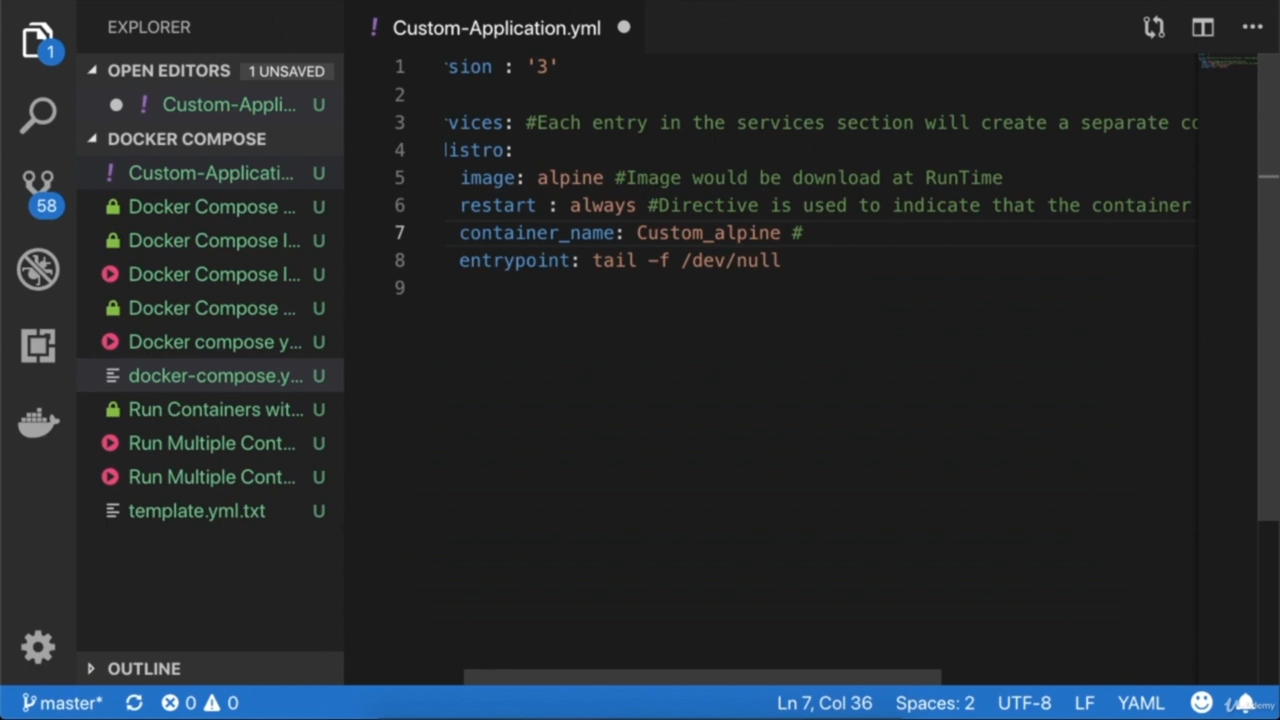 EXPLORER
! Custom-Application.yml
1
OPEN EDITORS 1 UNSAVED
! Custom-Appli... U
DOCKER COMPOSE
! Custom-Applicati... U
Docker Compose ... U
Docker Compose I... U
Docker Compose I... U
Docker Compose ... U
Docker compose y... U
docker-compose.y... U
Run Containers wit... U
Run Multiple Cont... U
Run Multiple Cont... U
template.yml.txt U
58
OUTLINE
1 sion : '3'
2
3 vices: #Each entry in the services section will create a separate co
4 istro:
5 image: alpine #Image would be download at RunTime
6 restart : always #Directive is used to indicate that the container
7 container_name: Custom_alpine #
8 entrypoint: tail -f /dev/null
9
master* 0 0 Ln 7, Col 36 Spaces: 2 UTF-8 LF YAML